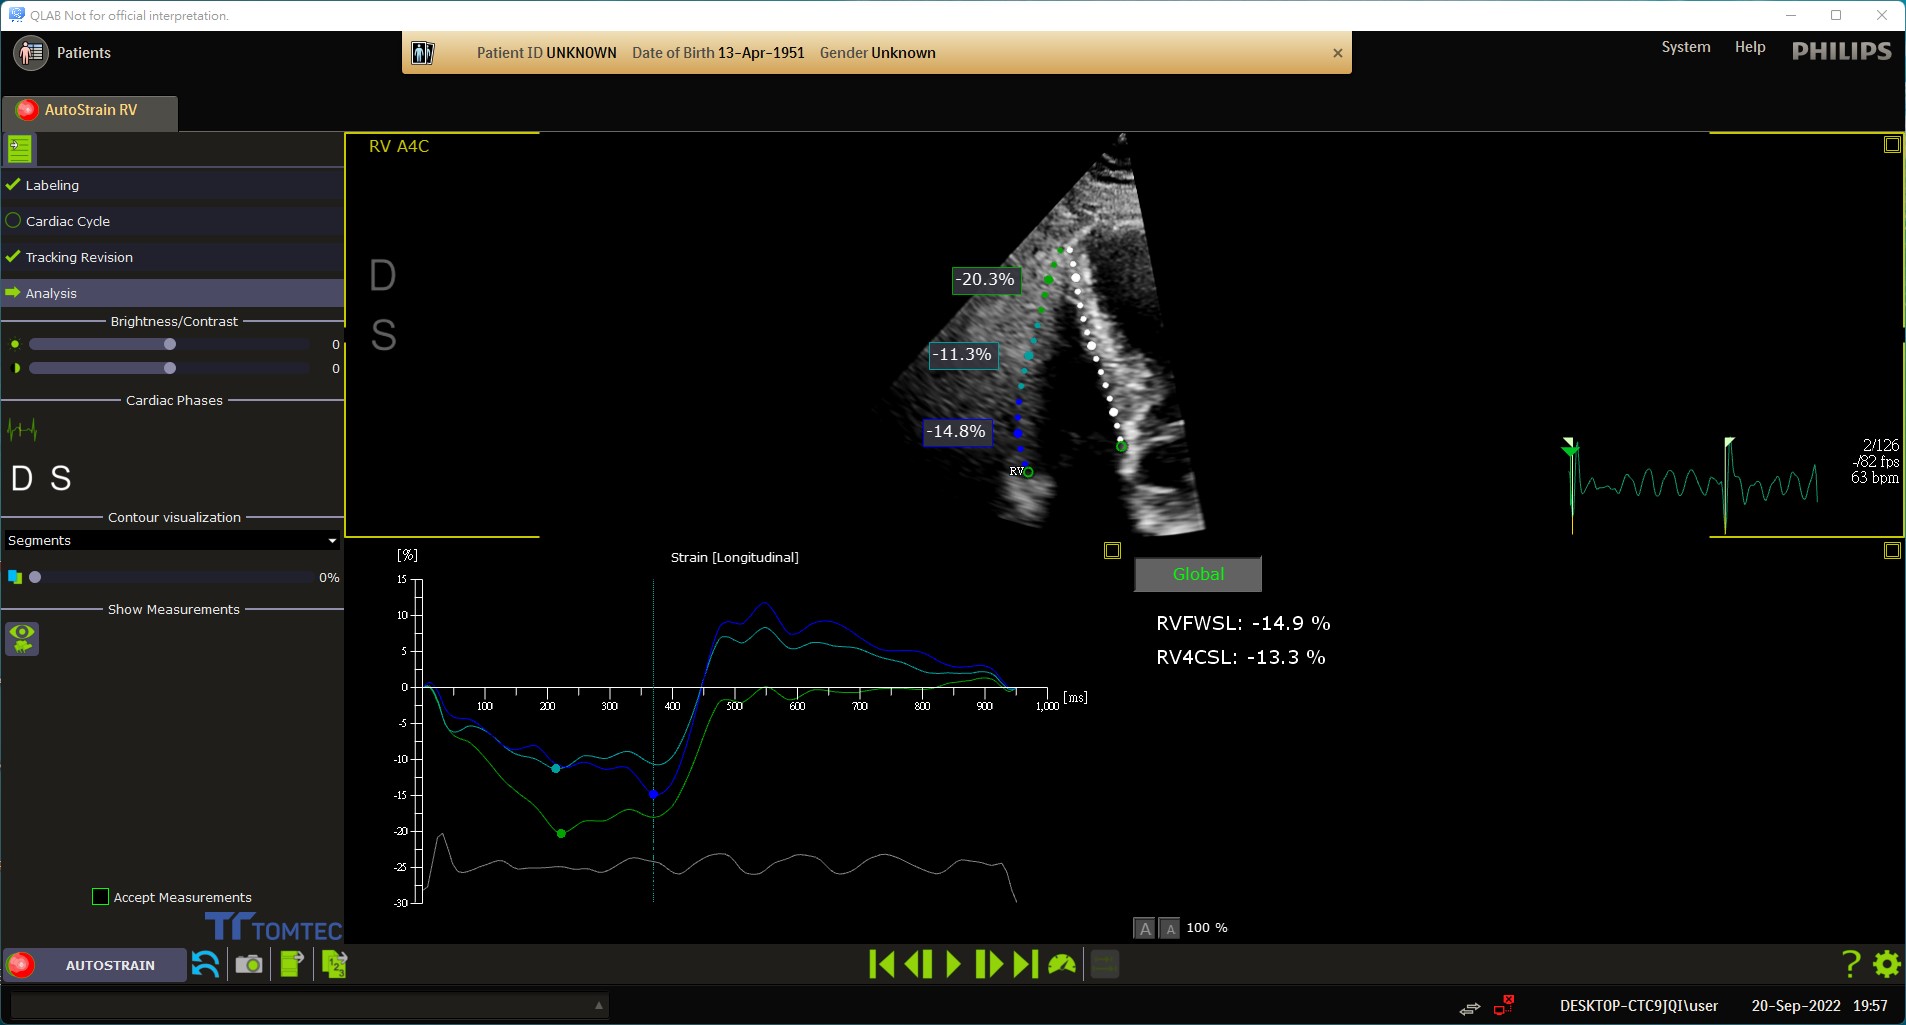 QLAB Not for official interpretation.
Patients
Patient ID UNKNOWN Date of Birth 13-Apr-1951 Gender Unknown
System Help PHILIPS
AutoStrain RV
Labeling
Cardiac Cycle
Tracking Revision
Analysis
Brightness/Contrast
0
0
Cardiac Phases
D S
Contour visualization
Segments
0%
Show Measurements
Accept Measurements
TOMTEC
RV A4C
D
S
-20.3%
-11.3%
-14.8%
RV
2/126
-/82 fps
63 bpm
Strain [Longitudinal]
[%]
15
10
5
0
-5
-10
-15
-20
-25
-30
100 200 300 400 500 600 700 800 900 1,000 [ms]
Global
RVFWSL: -14.9 %
RV4CSL: -13.3 %
A A 100 %
AUTOSTRAIN
1 2 3
?
DESKTOP-CTC9JQI\user 20-Sep-2022 19:57